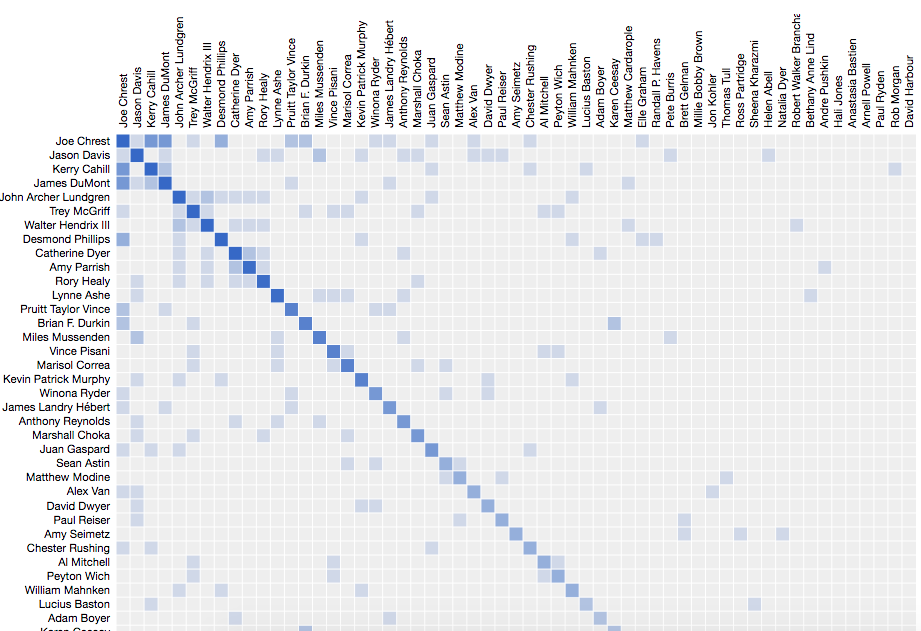 Joe Chrest
Jason Davis
Kerry Cahill
James DuMont
John Archer Lundgren
Trey McGriff
Walter Hendrix III
Desmond Phillips
Catherine Dyer
Amy Parrish
Rory Healy
Lynne Ashe
Pruitt Taylor Vince
Brian F. Durkin
Miles Mussenden
Vince Pisani
Marisol Correa
Kevin Patrick Murphy
Winona Ryder
James Landry Hébert
Anthony Reynolds
Marshall Choka
Juan Gaspard
Sean Astin
Matthew Modine
Alex Van
David Dwyer
Paul Reiser
Amy Seimetz
Chester Rushing
Al Mitchell
Peyton Wich
William Mahnken
Lucius Baston
Adam Boyer
Karen Ceesay
Matthew Cardarople
Elle Graham
Randall P. Havens
Pete Burris
Brett Gelman
Millie Bobby Brown
Jon Kohler
Thomas Tull
Ross Partridge
Sheena Kharazmi
Helen Abell
Natalia Dyer
Robert Walker Brancha
Bethany Anne Lind
Andre Pushkin
Hali Jones
Anastasia Bastien
Arnell Powell
Paul Ryden
Rob Morgan
David Harbour
Joe Chrest
Jason Davis
Kerry Cahill
James DuMont
John Archer Lundgren
Trey McGriff
Walter Hendrix III
Desmond Phillips
Catherine Dyer
Amy Parrish
Rory Healy
Lynne Ashe
Pruitt Taylor Vince
Brian F. Durkin
Miles Mussenden
Vince Pisani
Marisol Correa
Kevin Patrick Murphy
Winona Ryder
James Landry Hébert
Anthony Reynolds
Marshall Choka
Juan Gaspard
Sean Astin
Matthew Modine
Alex Van
David Dwyer
Paul Reiser
Amy Seimetz
Chester Rushing
Al Mitchell
Peyton Wich
William Mahnken
Lucius Baston
Adam Boyer
Karen Ceesay